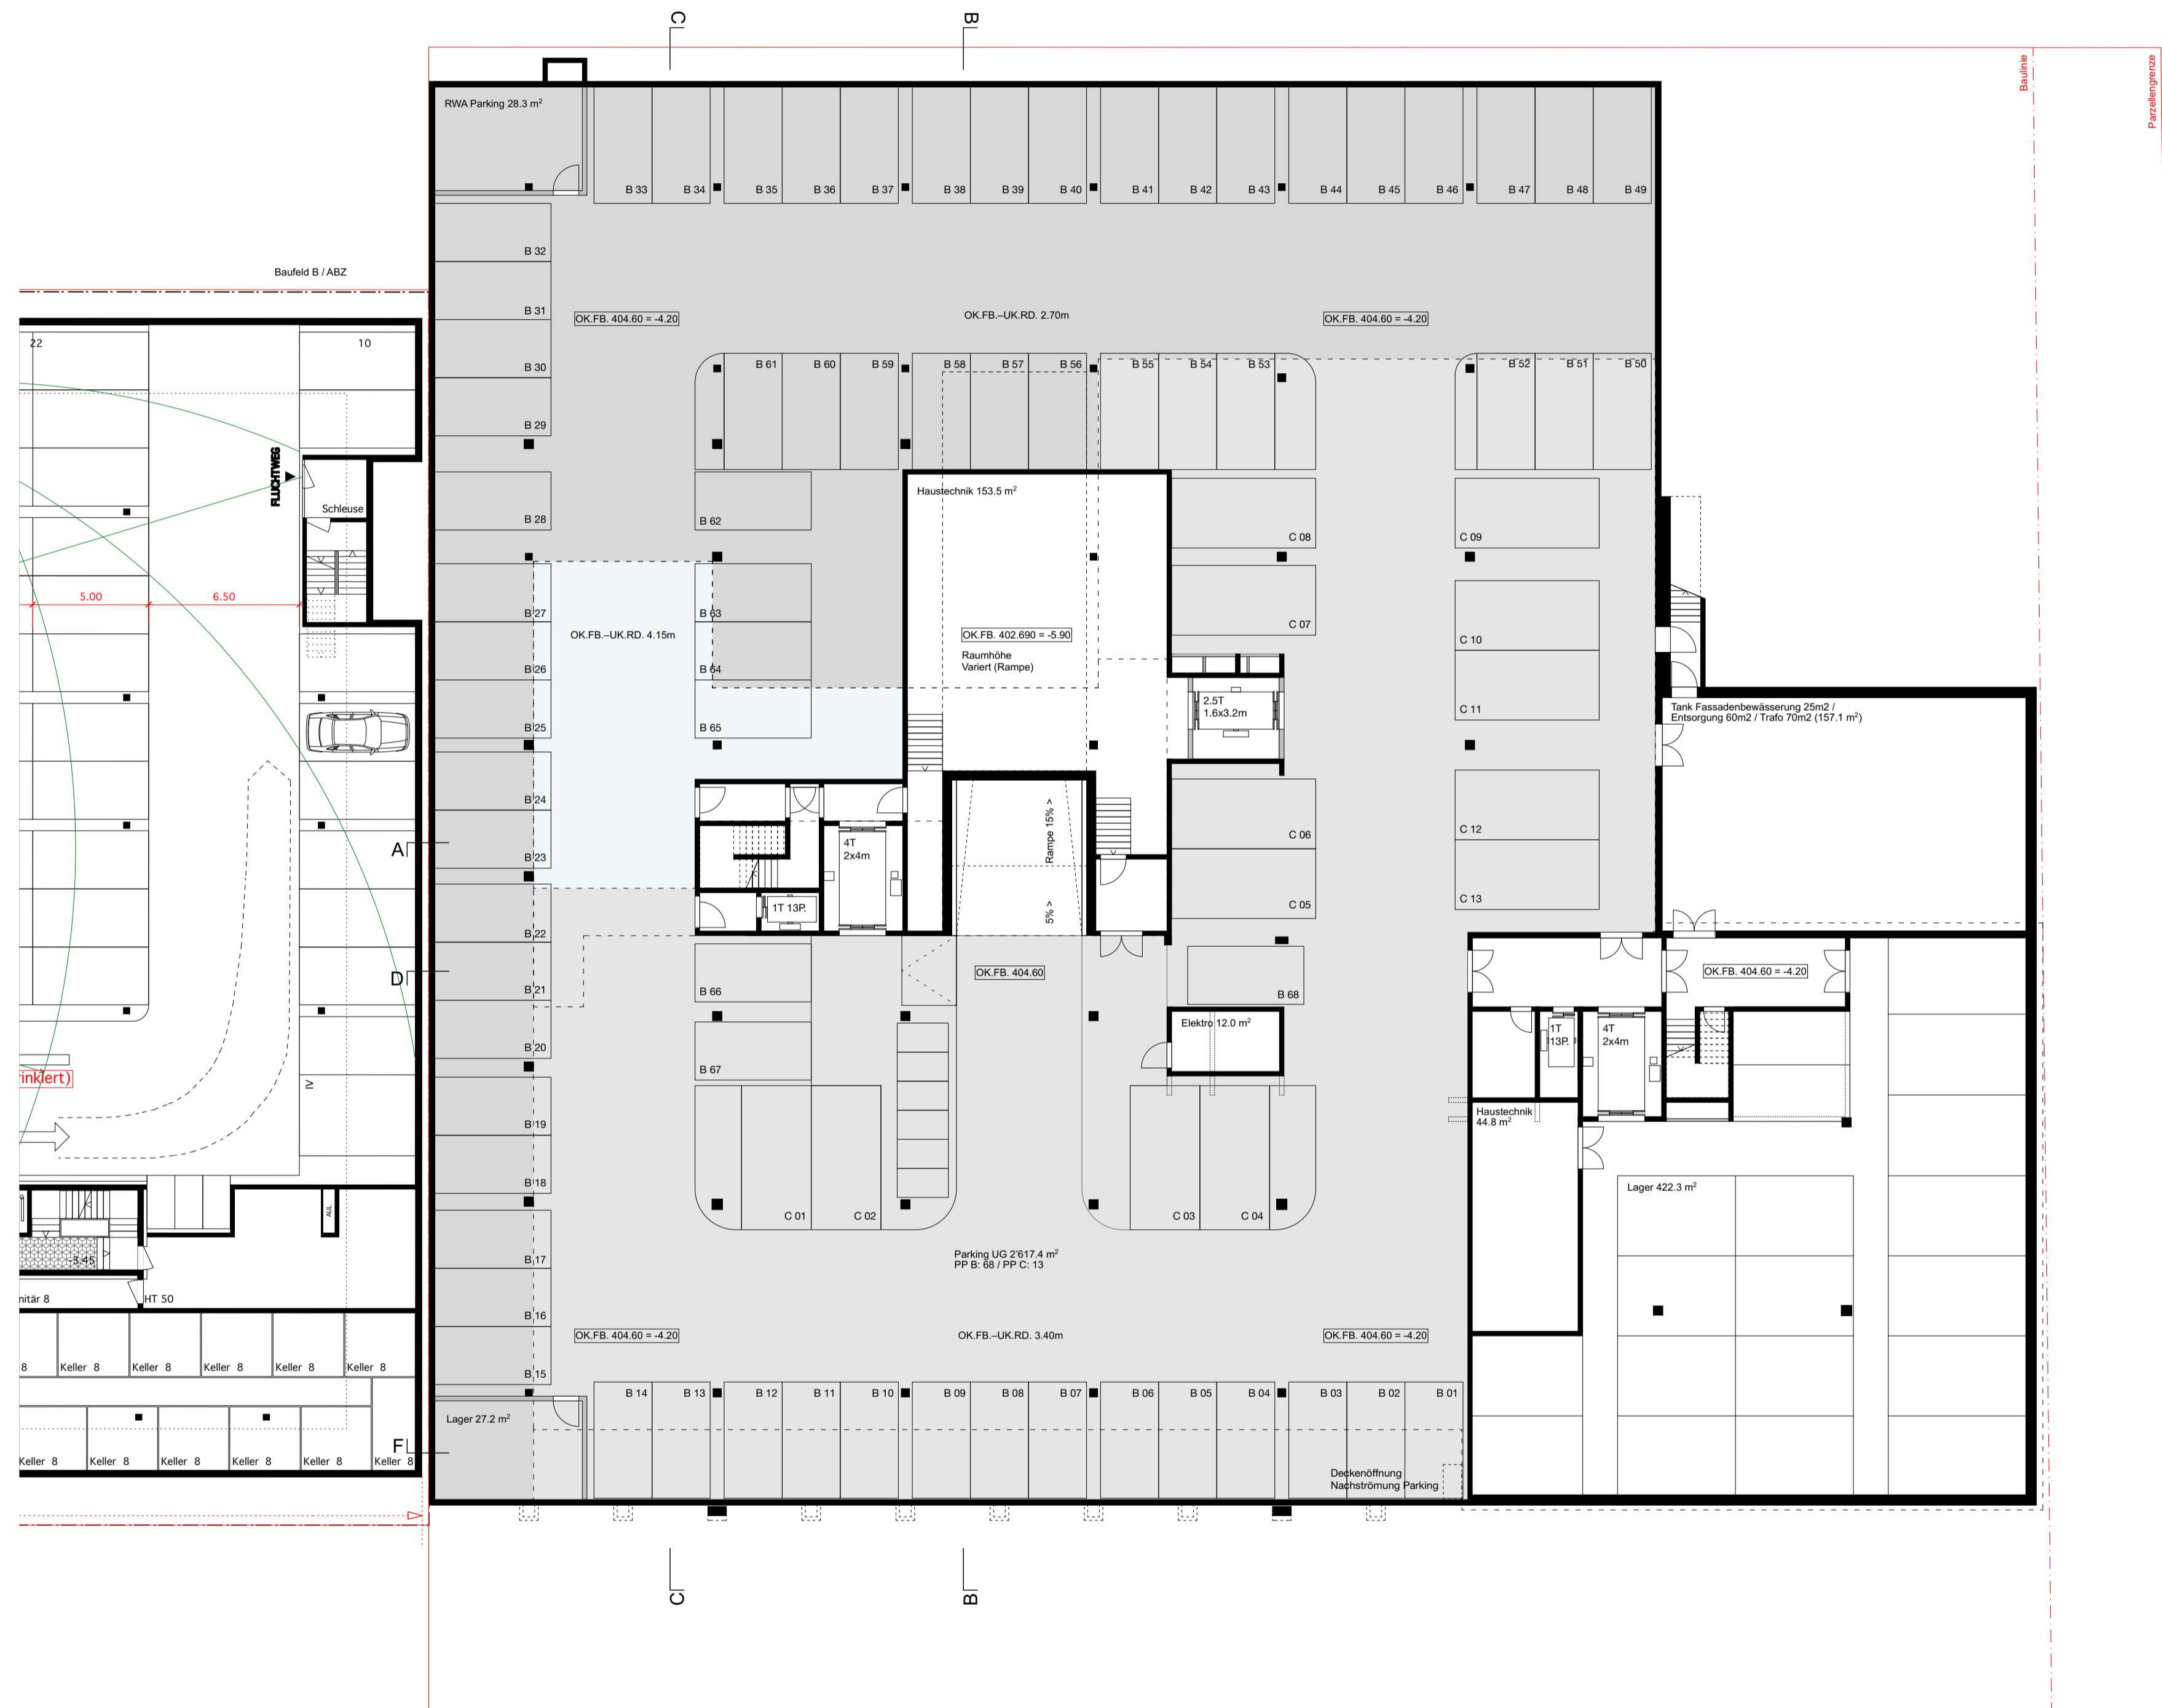 C
B
Baulinie
Parzellengrenze
RWA Parking 28.3 m²
B 33
B 34
B 35
B 36
B 37
B 38
B 39
B 40
B 41
B 42
B 43
B 44
B 45
B 46
B 47
B 48
B 49
B 32
Baufeld B / ABZ
B 31
OK.FB. 404.60 = -4.20
OK.FB.–UK.RD. 2.70m
OK.FB. 404.60 = -4.20
22
10
B 30
B 61
B 60
B 59
B 58
B 57
B 56
B 55
B 54
B 53
B 52
B 51
B 50
B 29
FLUCHTWEG
Schleuse
B 28
B 62
Haustechnik 153.5 m²
C 08
C 09
5.00
6.50
B 27
B 63
C 07
OK.FB.–UK.RD. 4.15m
OK.FB. 402.690 = -5.90
Raumhöhe
Variert (Rampe)
C 10
B 26
B 64
2.5T
1.6x3.2m
C 11
Tank Fassadenbewässerung 25m2 /
Entsorgung 60m2 / Trafo 70m2 (157.1 m²)
B 25
B 65
B 24
Rampe 15% >
C 06
C 12
A
4T
2x4m
B 23
1T 13P.
5% >
C 05
C 13
B 22
D
OK.FB. 404.60
OK.FB. 404.60 = -4.20
B 21
B 66
B 68
Elektro 12.0 m²
1T
13P.
4T
2x4m
B 20
B 67
inklert)
IV
B 19
Haustechnik
44.8 m²
B 18
Lager 422.3 m²
AUL
C 01
C 02
C 03
C 04
-3.45
B 17
Parking UG 2'617.4 m²
PP B: 68 / PP C: 13
nitär 8
HT 50
B 16
OK.FB. 404.60 = -4.20
OK.FB.–UK.RD. 3.40m
OK.FB. 404.60 = -4.20
8
Keller 8
Keller 8
Keller 8
Keller 8
Keller 8
B 15
B 14
B 13
B 12
B 11
B 10
B 09
B 08
B 07
B 06
B 05
B 04
B 03
B 02
B 01
Lager 27.2 m²
F
Keller 8
Keller 8
Keller 8
Keller 8
Keller 8
Keller 8
Deckenöffnung
Nachströmung Parking
C
B